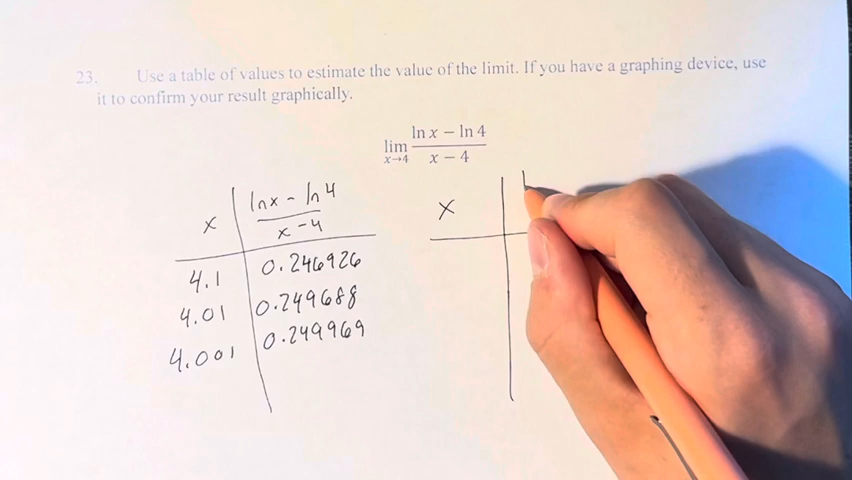 23. Use a table of values to estimate the value of the limit. If you have a graphing device, use
it to confirm your result graphically.
lim x→4 (ln x − ln 4)/(x − 4)
x | (ln x - ln 4)/(x - 4)
4.1 | 0.246926
4.01 | 0.249688
4.001 | 0.249969
x